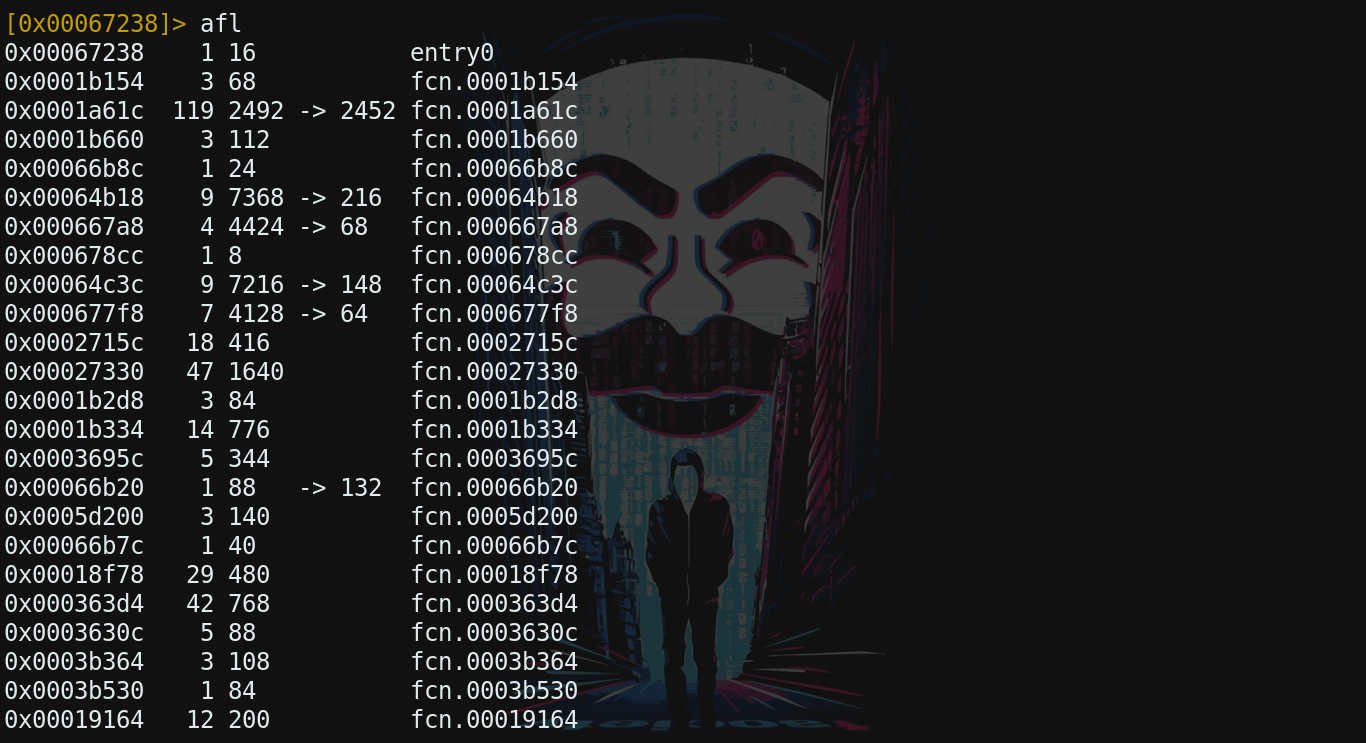 [0x00067238]> afl
0x00067238    1 16           entry0
0x0001b154    3 68           fcn.0001b154
0x0001a61c  119 2492 -> 2452 fcn.0001a61c
0x0001b660    3 112          fcn.0001b660
0x00066b8c    1 24           fcn.00066b8c
0x00064b18    9 7368 -> 216  fcn.00064b18
0x000667a8    4 4424 -> 68   fcn.000667a8
0x000678cc    1 8            fcn.000678cc
0x00064c3c    9 7216 -> 148  fcn.00064c3c
0x000677f8    7 4128 -> 64   fcn.000677f8
0x0002715c   18 416          fcn.0002715c
0x00027330   47 1640         fcn.00027330
0x0001b2d8    3 84           fcn.0001b2d8
0x0001b334   14 776          fcn.0001b334
0x0003695c    5 344          fcn.0003695c
0x00066b20    1 88   -> 132  fcn.00066b20
0x0005d200    3 140          fcn.0005d200
0x00066b7c    1 40           fcn.00066b7c
0x00018f78   29 480          fcn.00018f78
0x000363d4   42 768          fcn.000363d4
0x0003630c    5 88           fcn.0003630c
0x0003b364    3 108          fcn.0003b364
0x0003b530    1 84           fcn.0003b530
0x00019164   12 200          fcn.00019164